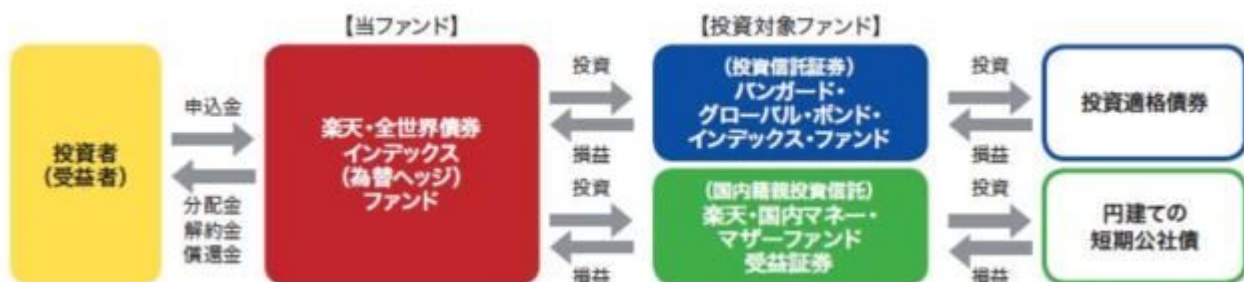 【当ファンド】
【投資対象ファンド】
投資者
(受益者)
申込金
分配金
解約金
償還金
楽天・全世界債券
インデックス
(為替ヘッジ)
ファンド
投資
損益
投資
損益
(投資信託証券)
バンガード・
グローバル・ボンド・
インデックス・ファンド
(国内籍親投資信託)
楽天・国内マネー・
マザーファンド
受益証券
投資
損益
投資
損益
投資適格債券
円建ての
短期公社債